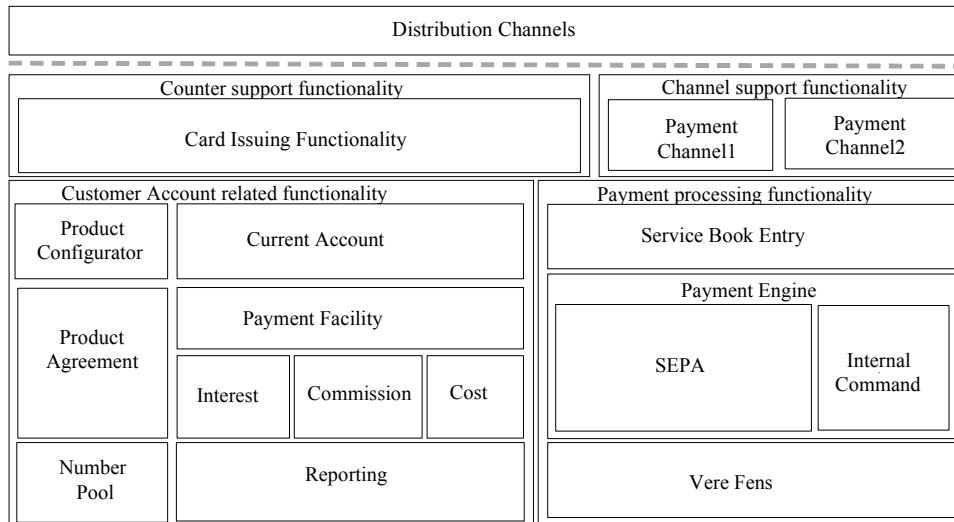 Distribution Channels
Counter support functionality
Card Issuing Functionality
Channel support functionality
Payment
Channel1
Payment
Channel2
Customer Account related functionality
Product
Configurator
Current Account
Product
Agreement
Payment Facility
Interest
Commission
Cost
Number
Pool
Reporting
Payment processing functionality
Service Book Entry
Payment Engine
SEPA
Internal
Command
Vere Fens